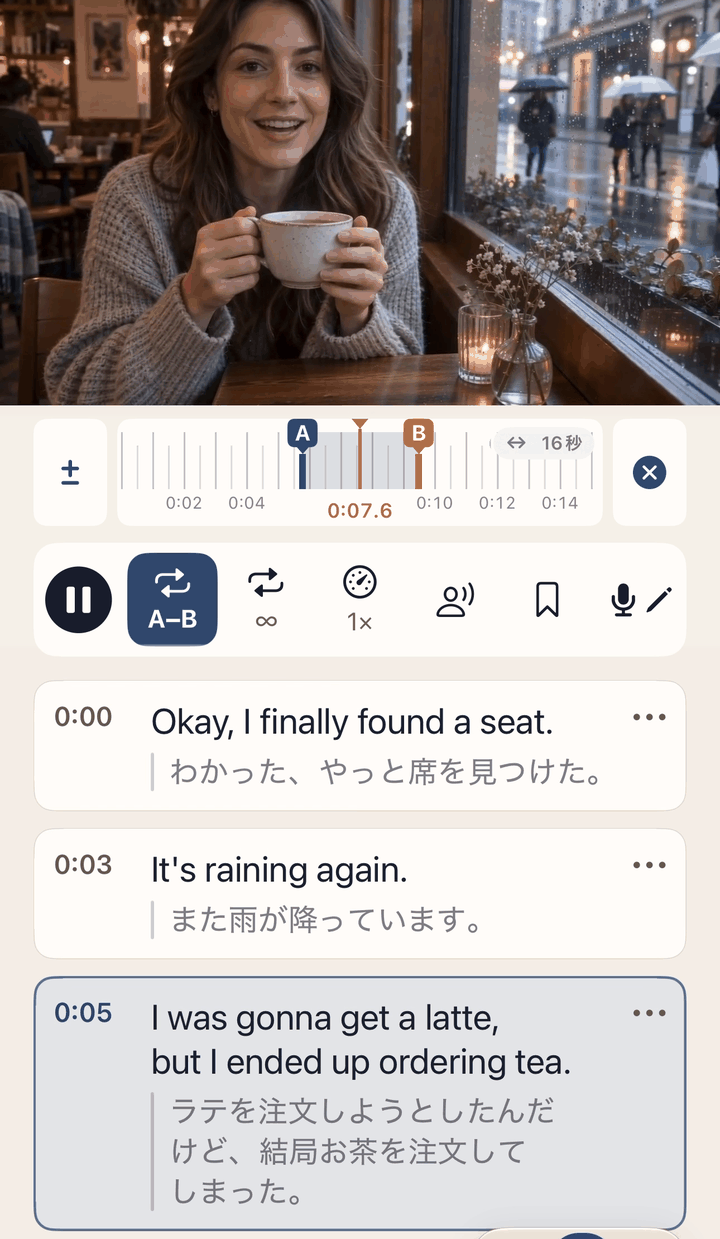 A
B
16秒
0:02
0:04
0:07.6
0:10
0:12
0:14
A–B
∞
1×
0:00
Okay, I finally found a seat.
わかった、やっと席を見つけた。
0:03
It's raining again.
また雨が降っています。
0:05
I was gonna get a latte,
but I ended up ordering tea.
ラテを注文しようとしたんだ
けど、結局お茶を注文して
しまった。